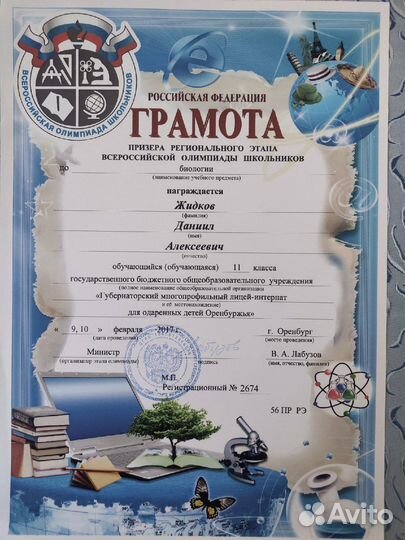 ВСЕРОССИЙСКАЯ ОЛИМПИАДА ШКОЛЬНИКОВ
РОССИЙСКАЯ ФЕДЕРАЦИЯ
ГРАМОТА
ПРИЗЕРА РЕГИОНАЛЬНОГО ЭТАПА
ВСЕРОССИЙСКОЙ ОЛИМПИАДЫ ШКОЛЬНИКОВ
по биологии
(наименование учебного предмета)
награждается
Жидков
(фамилия)
Даниил
(имя)
Алексеевич
(отчество)
обучающийся (обучающаяся) 11 класса
государственного бюджетного общеобразовательного учреждения
(полное наименование общеобразовательной организации
«Губернаторский многопрофильный лицей-интернат
и её местонахождение)
для одаренных детей Оренбуржья»
« 9,10 » февраля 2017 г. г. Оренбург
(дата проведения) (место проведения)
Министр В. А. Лабузов
(организатор этапа олимпиады) подпись (имя, отчество, фамилия)
М.П.
Регистрационный № 2674
56 ПР РЭ
Avito